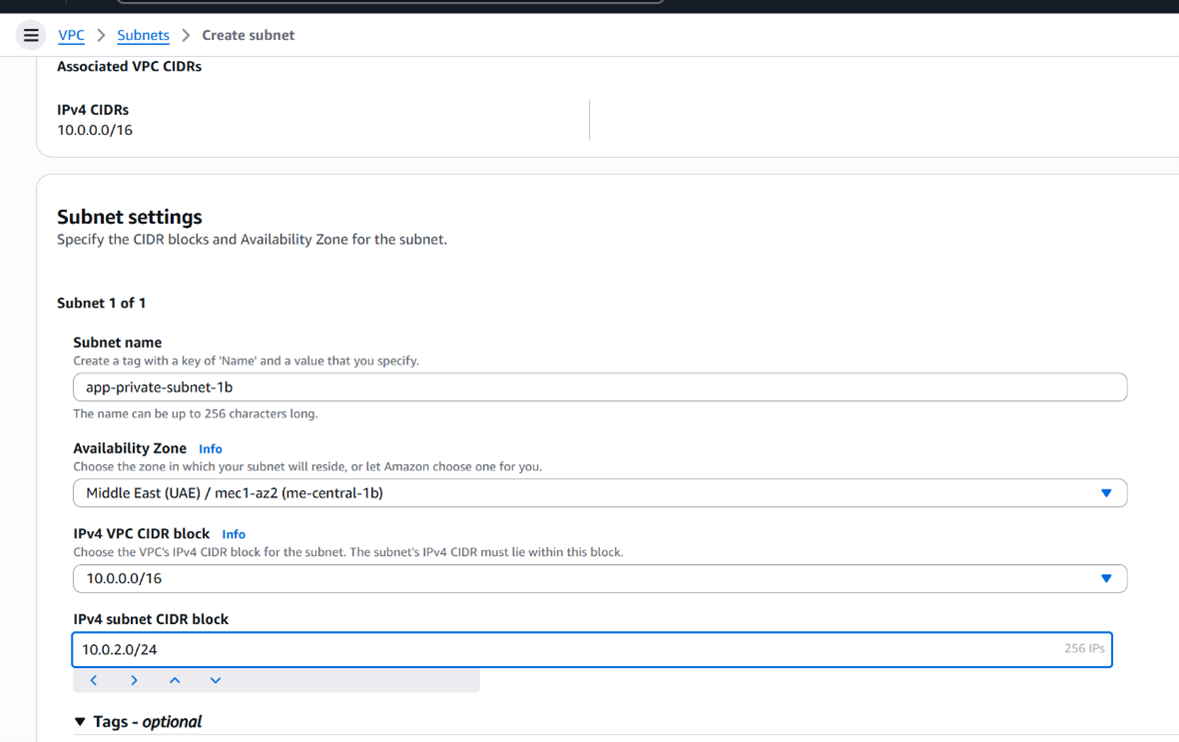 VPC > Subnets > Create subnet
Associated VPC CIDRs
IPv4 CIDRs
10.0.0.0/16
Subnet settings
Specify the CIDR blocks and Availability Zone for the subnet.
Subnet 1 of 1
Subnet name
Create a tag with a key of 'Name' and a value that you specify.
app-private-subnet-1b
The name can be up to 256 characters long.
Availability Zone Info
Choose the zone in which your subnet will reside, or let Amazon choose one for you.
Middle East (UAE) / mec1-az2 (me-central-1b)
IPv4 VPC CIDR block Info
Choose the VPC's IPv4 CIDR block for the subnet. The subnet's IPv4 CIDR must lie within this block.
10.0.0.0/16
IPv4 subnet CIDR block
10.0.2.0/24 256 IPs
Tags - optional